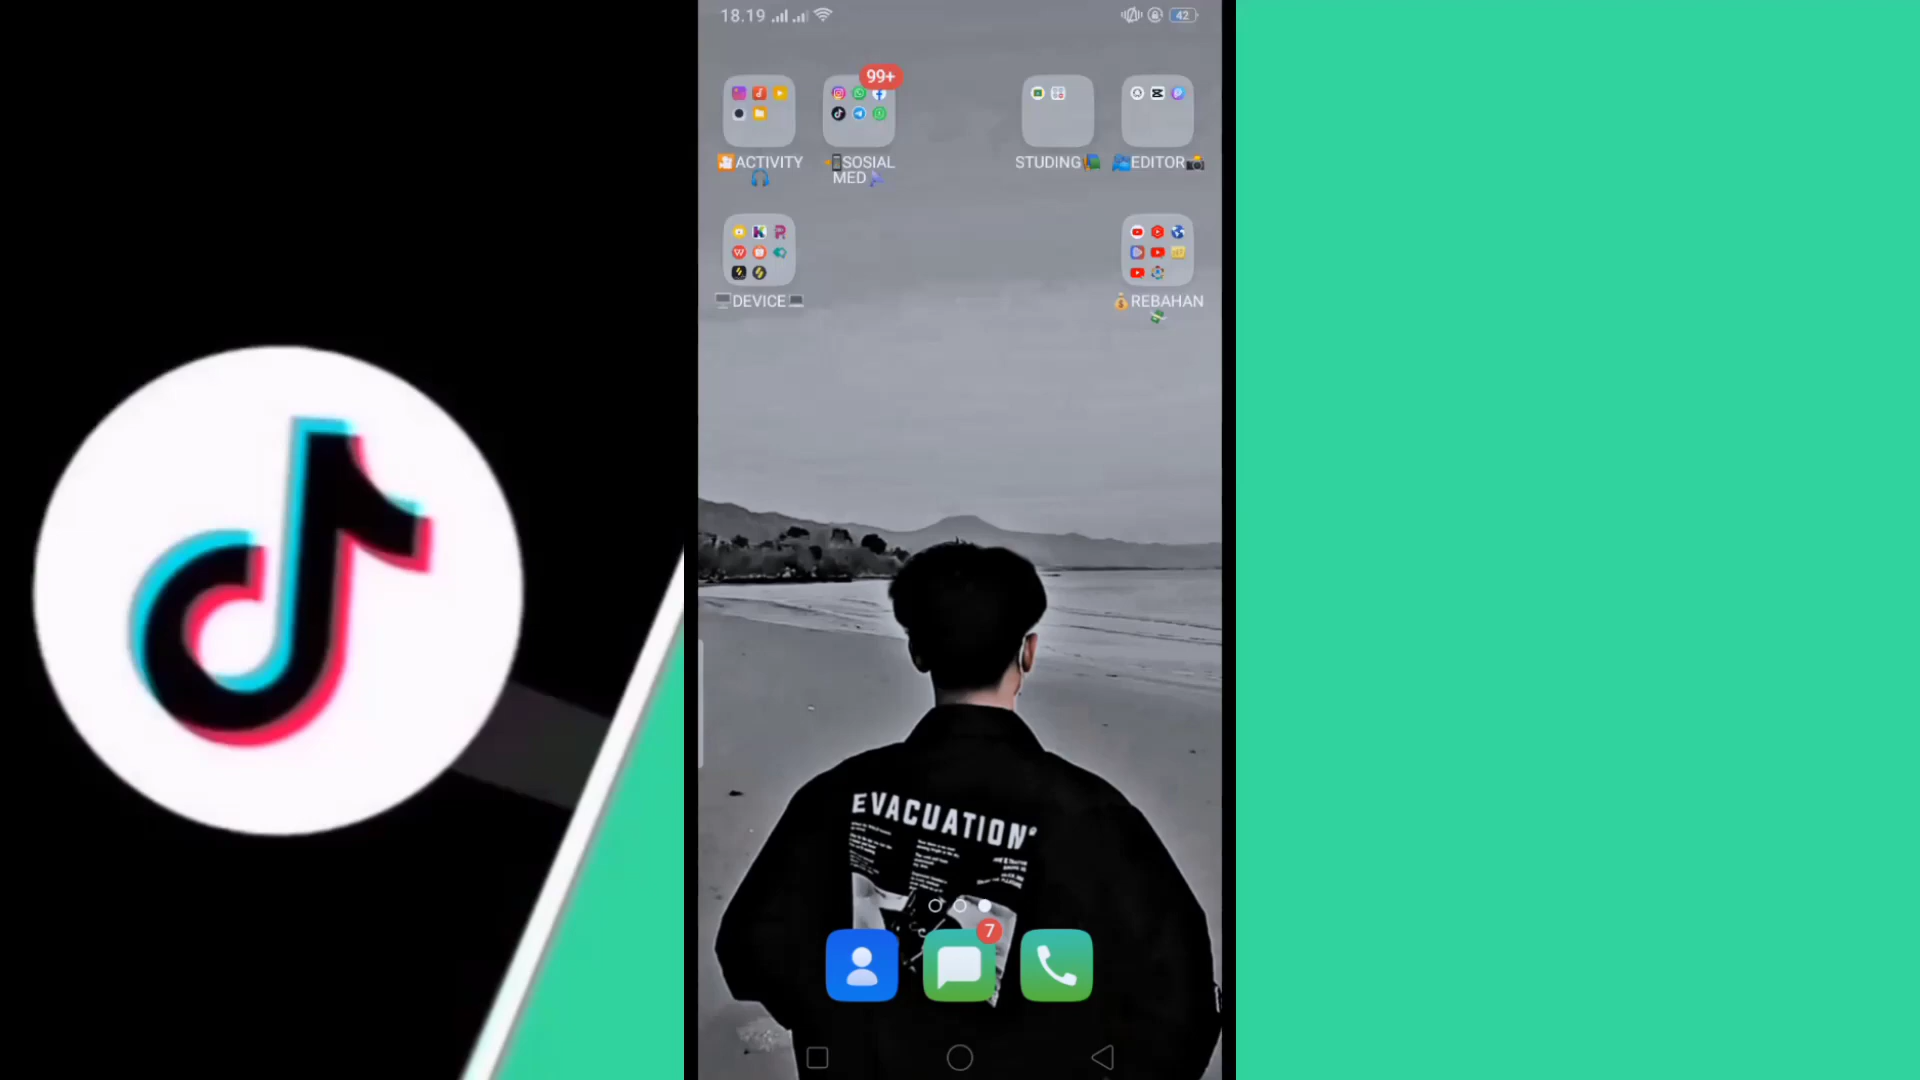 18.19
42
99+
ACTIVITY
SOSIAL
MED
STUDING
EDITOR
DEVICE
REBAHAN
EVACUATION
7